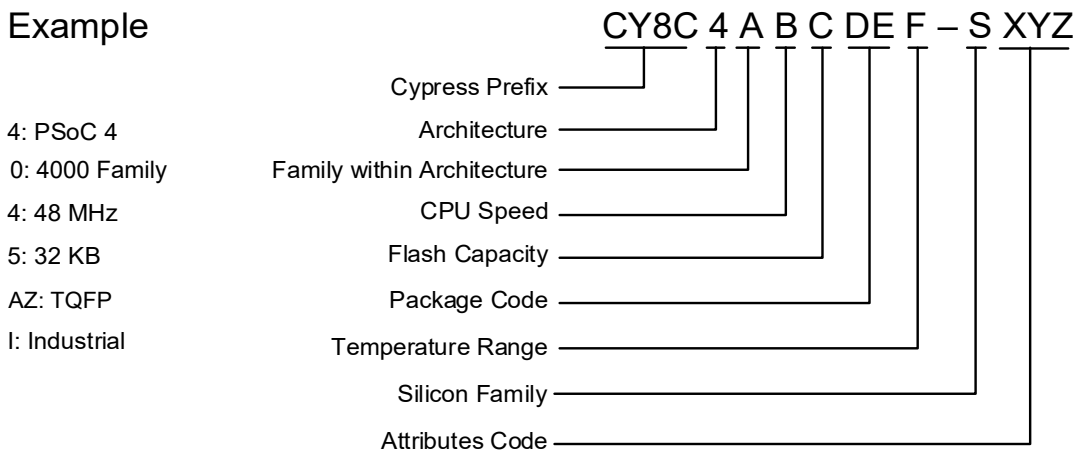 Example CY8C 4 A B C DE F – S XYZ
Cypress Prefix
4: PSoC 4 Architecture
0: 4000 Family Family within Architecture
4: 48 MHz CPU Speed
5: 32 KB Flash Capacity
AZ: TQFP Package Code
I: Industrial Temperature Range
Silicon Family
Attributes Code